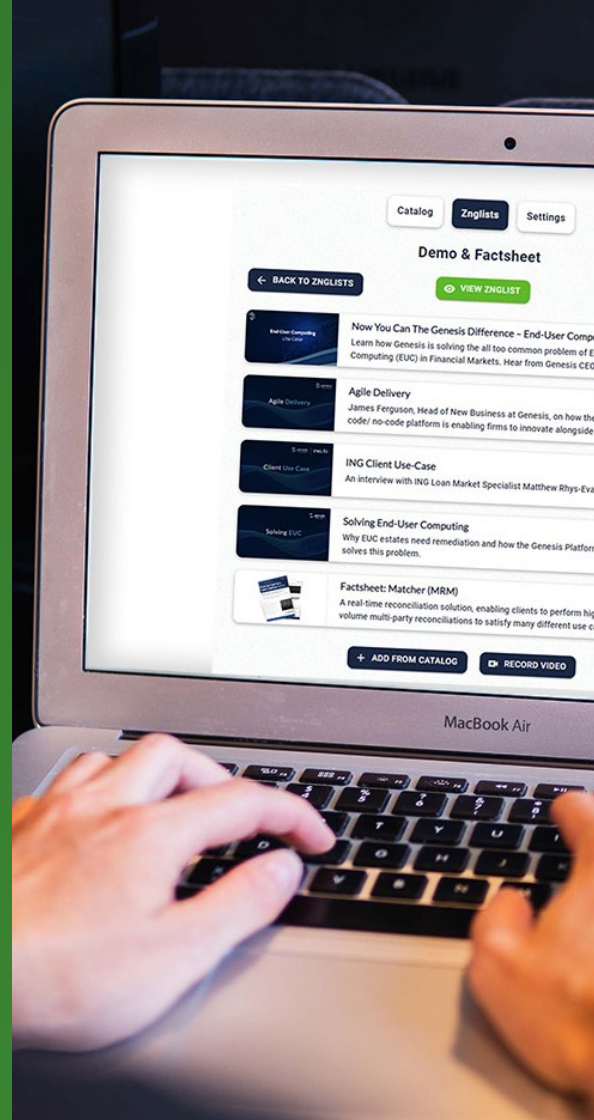 Catalog
Znglists
Settings
Demo & Factsheet
← BACK TO ZNGLISTS
VIEW ZNGLIST
End-User Computing
Use Case
Now You Can The Genesis Difference – End-User Compu
Learn how Genesis is solving the all too common problem of E
Computing (EUC) in Financial Markets. Hear from Genesis CEO
Agile Delivery
Agile Delivery
James Ferguson, Head of New Business at Genesis, on how the
code/ no-code platform is enabling firms to innovate alongside
Client Use Case
ING Client Use-Case
An interview with ING Loan Market Specialist Matthew Rhys-Eva
Solving EUC
Solving End-User Computing
Why EUC estates need remediation and how the Genesis Platform
solves this problem.
Factsheet: Matcher (MRM)
A real-time reconciliation solution, enabling clients to perform hig
volume multi-party reconciliations to satisfy many different use c
+ ADD FROM CATALOG
RECORD VIDEO
MacBook Air